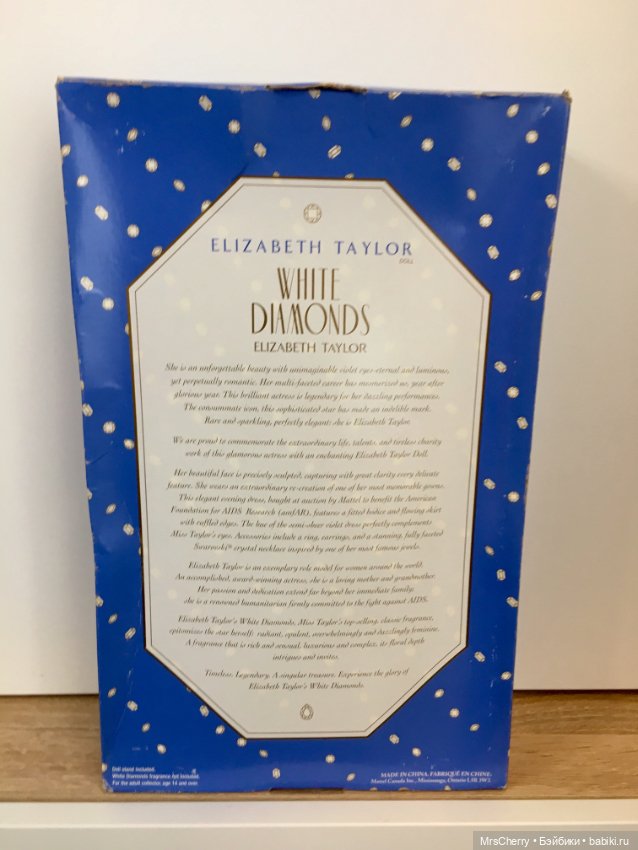 ELIZABETH TAYLOR
DOLL
WHITE
DIAMONDS
ELIZABETH TAYLOR
She is an unforgettable beauty with unimaginable violet eyes-eternal and luminous,
yet perpetually romantic. Her multi-faceted career has mesmerized us, year after
glorious year. This brilliant actress is legendary for her dazzling performances.
The consummate icon, this sophisticated star has made an indelible mark.
Rare and sparkling, perfectly elegant: she is Elizabeth Taylor.
We are proud to commemorate the extraordinary life, talents, and tireless charity
work of this glamorous actress with an enchanting Elizabeth Taylor Doll.
Her beautiful face is precisely sculpted, capturing with great clarity every delicate
feature. She wears an extraordinary re-creation of one of her most memorable gowns.
This elegant evening dress, bought at auction by Mattel to benefit the American
Foundation for AIDS Research (amfAR), features a fitted bodice and flowing skirt
with ruffled edges. The hue of the semi-sheer violet dress perfectly complements
Miss Taylor's eyes. Accessories include a ring, earrings, and a stunning, fully faceted
Swarovski™ crystal necklace inspired by one of her most famous jewels.
Elizabeth Taylor is an exemplary role model for women around the world.
An accomplished, award-winning actress, she is a loving mother and grandmother.
Her passion and dedication extend far beyond her immediate family;
she is a renowned humanitarian firmly committed to the fight against AIDS.
Elizabeth Taylor's White Diamonds, Miss Taylor's top-selling, classic fragrance,
epitomizes the star herself: radiant, opulent, overwhelmingly and dazzlingly feminine.
A fragrance that is rich and sensual, luxurious and complex, its floral depth
intrigues and invites.
Timeless. Legendary. A singular treasure. Experience the glory of
Elizabeth Taylor's White Diamonds.
Doll stand included.
White Diamonds fragrance not included.
For the adult collector, age 14 and over.
MADE IN CHINA. FABRIQUÉ EN CHINE.
Mattel Canada Inc., Mississauga, Ontario L5R 3W2.
MrsCherry • Бэйбики • babiki.ru